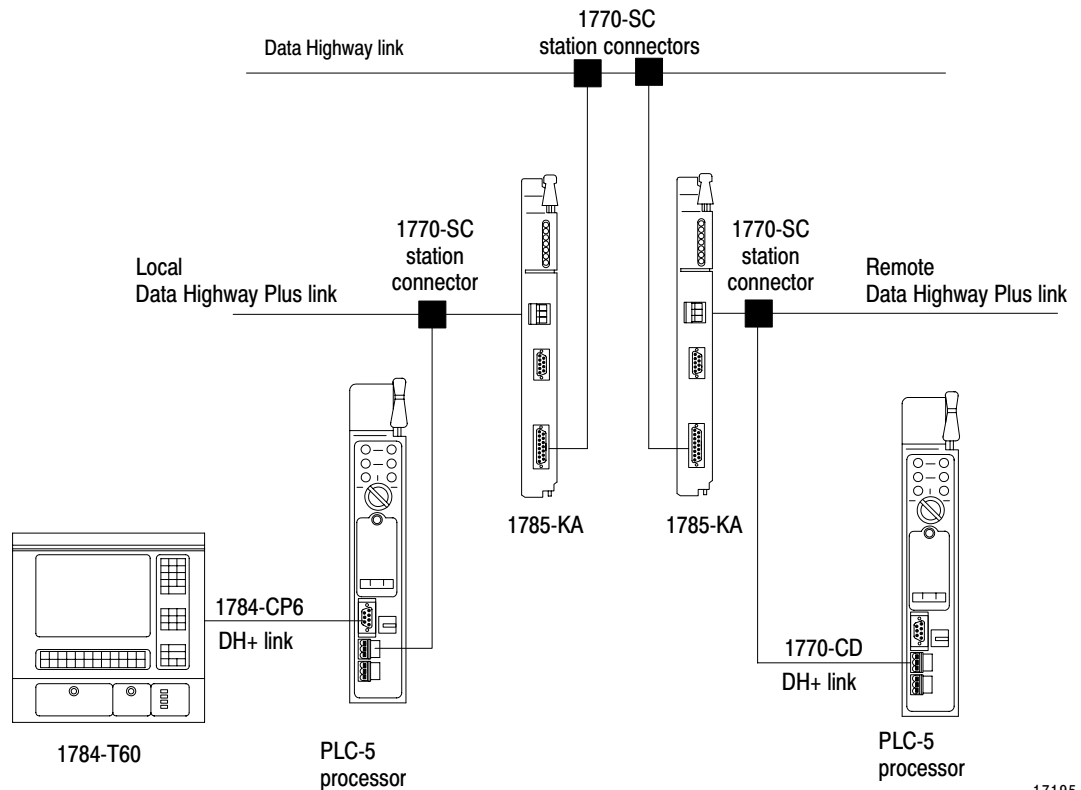 1770-SC
station connectors
Data Highway link
1770-SC
station
connector
1770-SC
station
connector
Local
Data Highway Plus link
Remote
Data Highway Plus link
1785-KA
1785-KA
1784-CP6
DH+ link
1770-CD
DH+ link
1784-T60
PLC-5
processor
PLC-5
processor